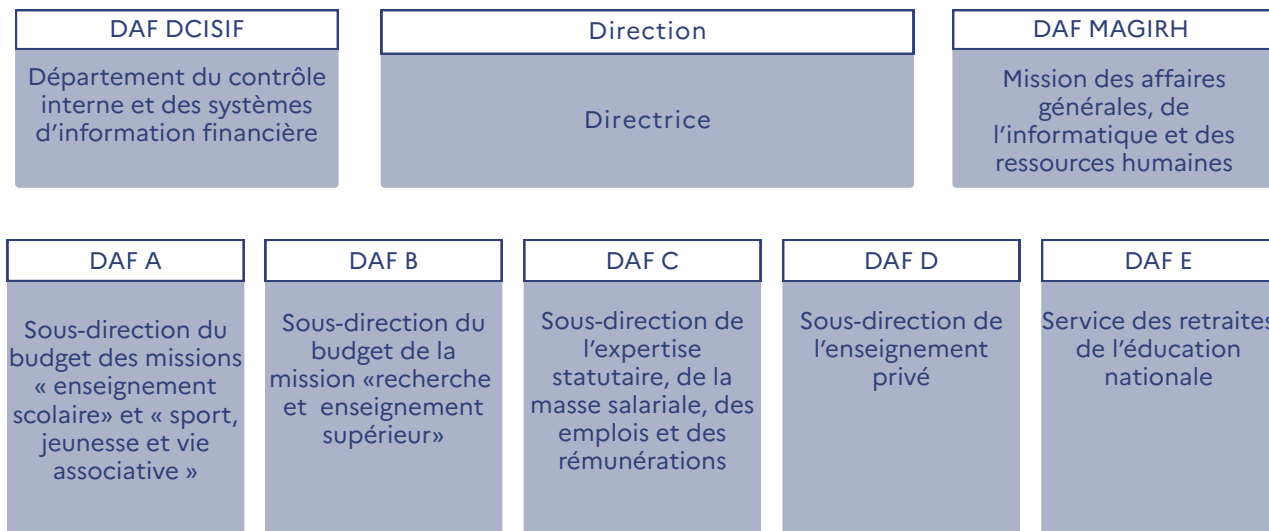 DAF DCISIF
Département du contrôle
interne et des systèmes
d'information financière
Direction
Directrice
DAF MAGIRH
Mission des affaires
générales, de
l'informatique et des
ressources humaines
DAF A
Sous-direction du
budget des missions
« enseignement
scolaire» et « sport,
jeunesse et vie
associative »
DAF B
Sous-direction du
budget de la
mission «recherche
et enseignement
supérieur»
DAF C
Sous-direction de
l'expertise
statutaire, de la
masse salariale, des
emplois et des
rémunérations
DAF D
Sous-direction de
l'enseignement
privé
DAF E
Service des retraites
de l'éducation
nationale